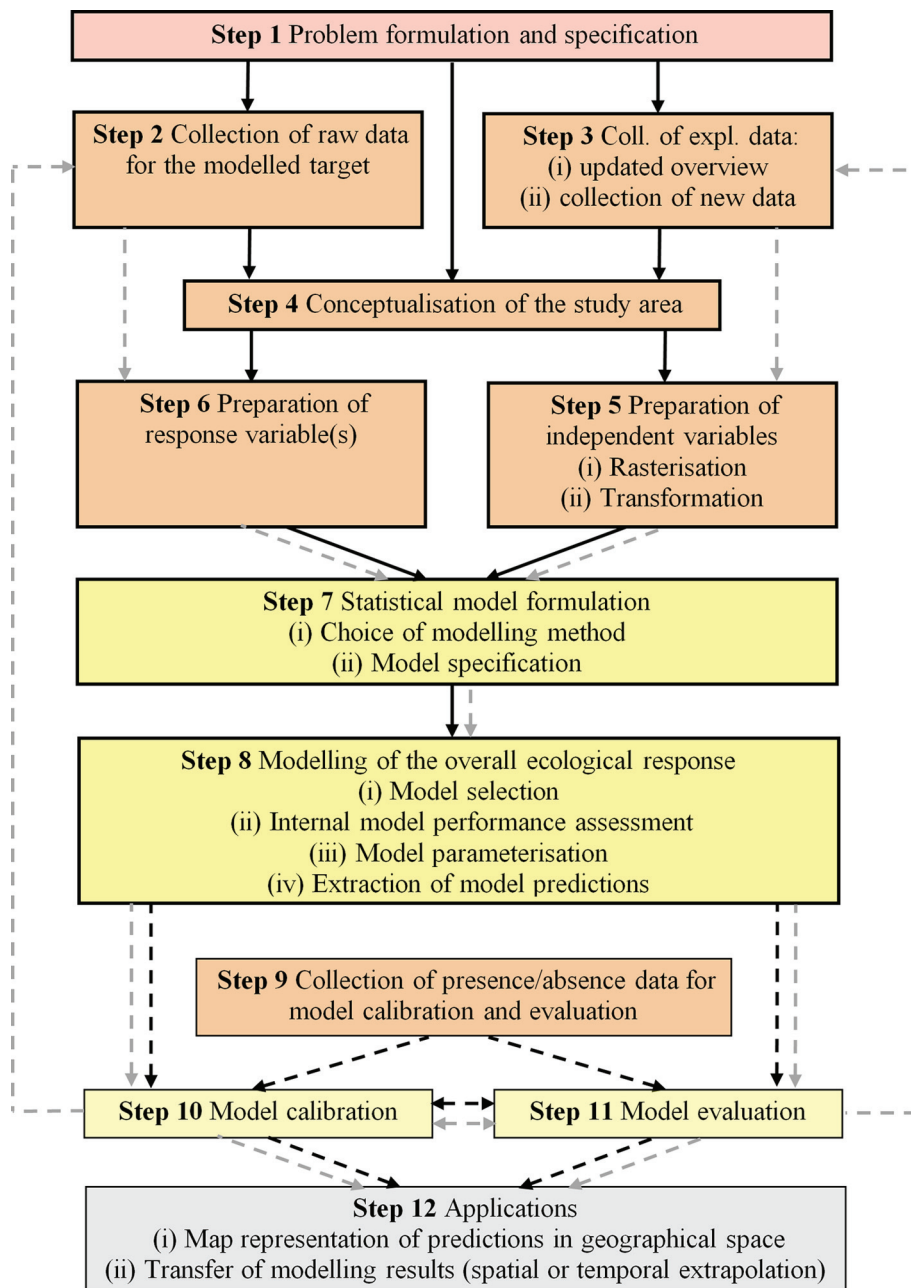 Step 1 Problem formulation and specification
Step 2 Collection of raw data
for the modelled target
Step 3 Coll. of expl. data:
(i) updated overview
(ii) collection of new data
Step 4 Conceptualisation of the study area
Step 6 Preparation of
response variable(s)
Step 5 Preparation of
independent variables
(i) Rasterisation
(ii) Transformation
Step 7 Statistical model formulation
(i) Choice of modelling method
(ii) Model specification
Step 8 Modelling of the overall ecological response
(i) Model selection
(ii) Internal model performance assessment
(iii) Model parameterisation
(iv) Extraction of model predictions
Step 9 Collection of presence/absence data for
model calibration and evaluation
Step 10 Model calibration
Step 11 Model evaluation
Step 12 Applications
(i) Map representation of predictions in geographical space
(ii) Transfer of modelling results (spatial or temporal extrapolation)